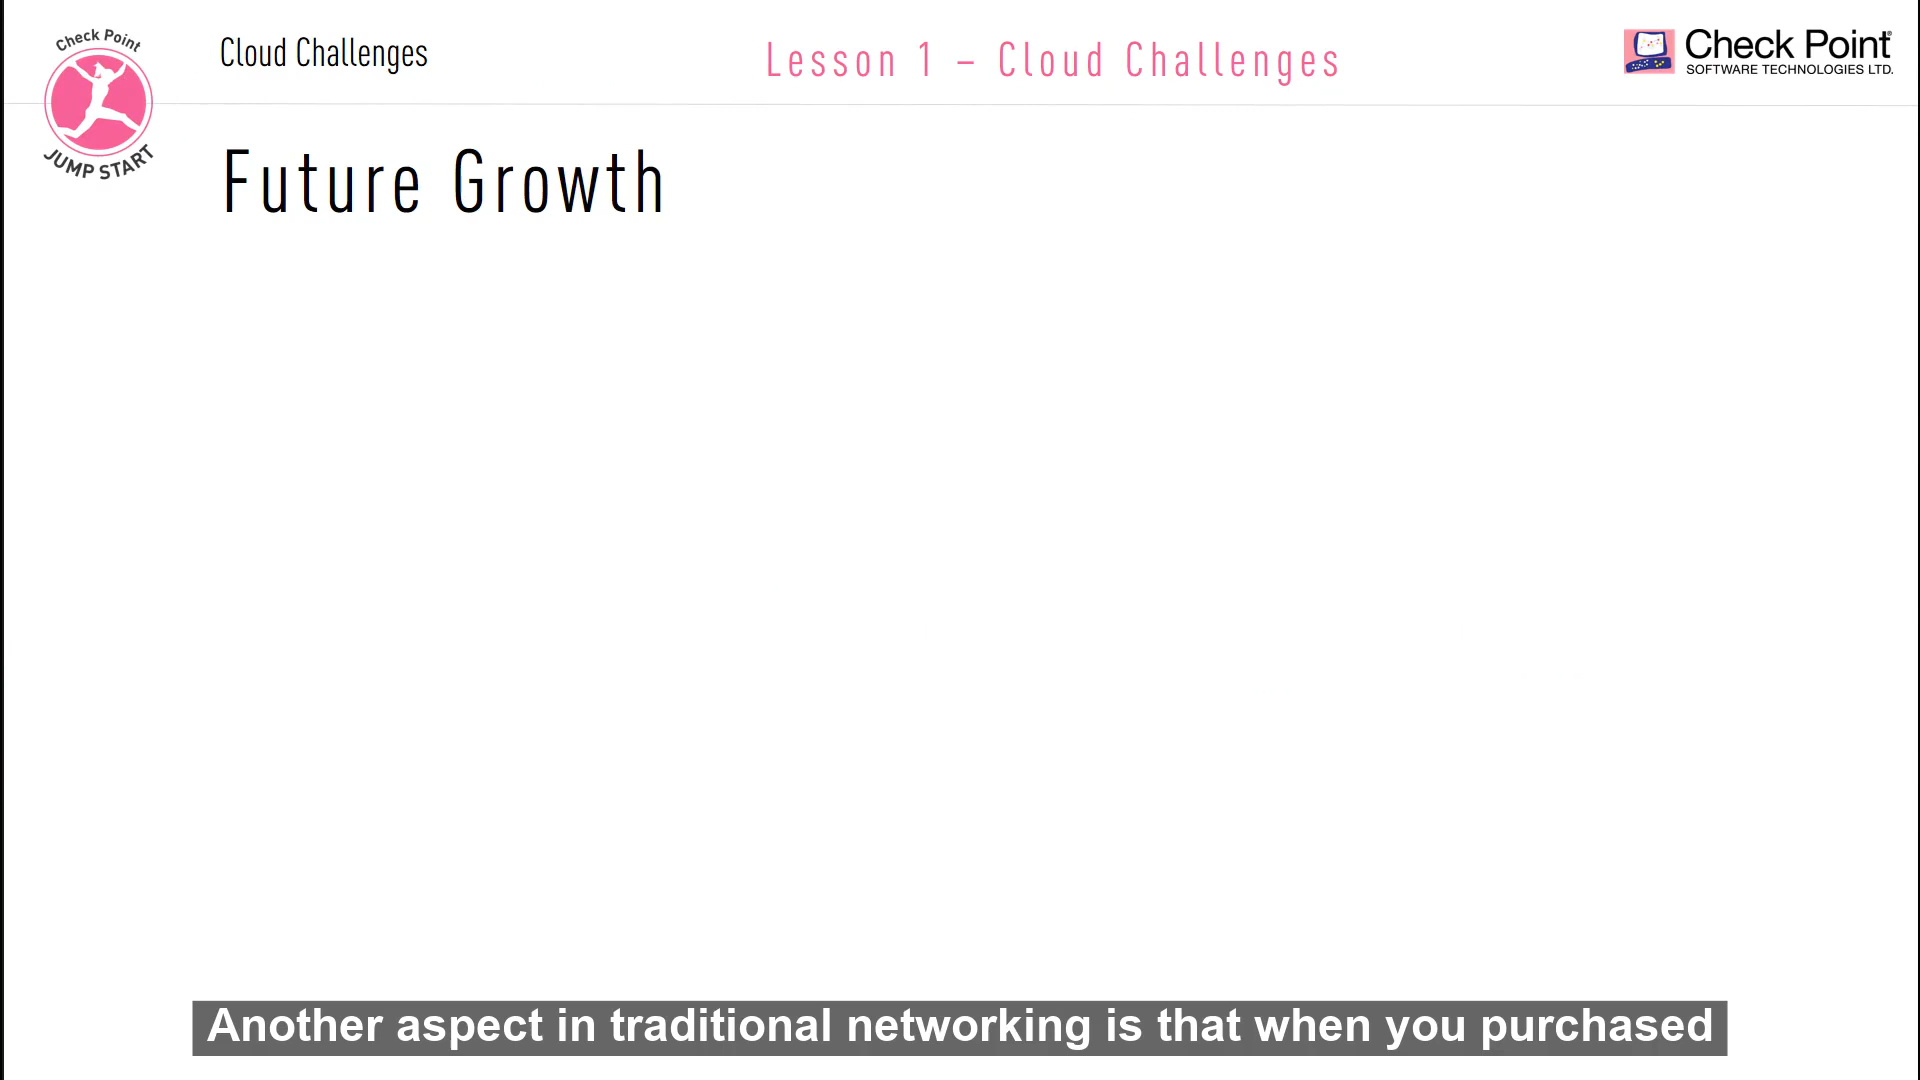 Check Point
JUMP START
Cloud Challenges
Lesson 1 – Cloud Challenges
Check Point®
SOFTWARE TECHNOLOGIES LTD.
Future Growth
Another aspect in traditional networking is that when you purchased